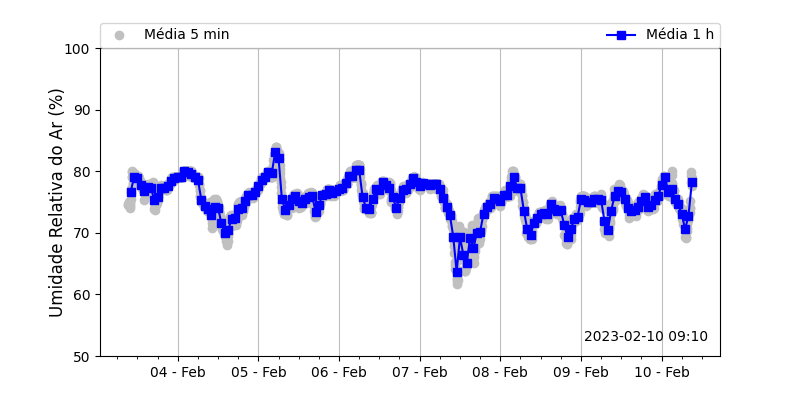 Média 5 min
Média 1 h
Umidade Relativa do Ar (%)
100
90
80
70
60
50
2023-02-10 09:10
04 - Feb
05 - Feb
06 - Feb
07 - Feb
08 - Feb
09 - Feb
10 - Feb